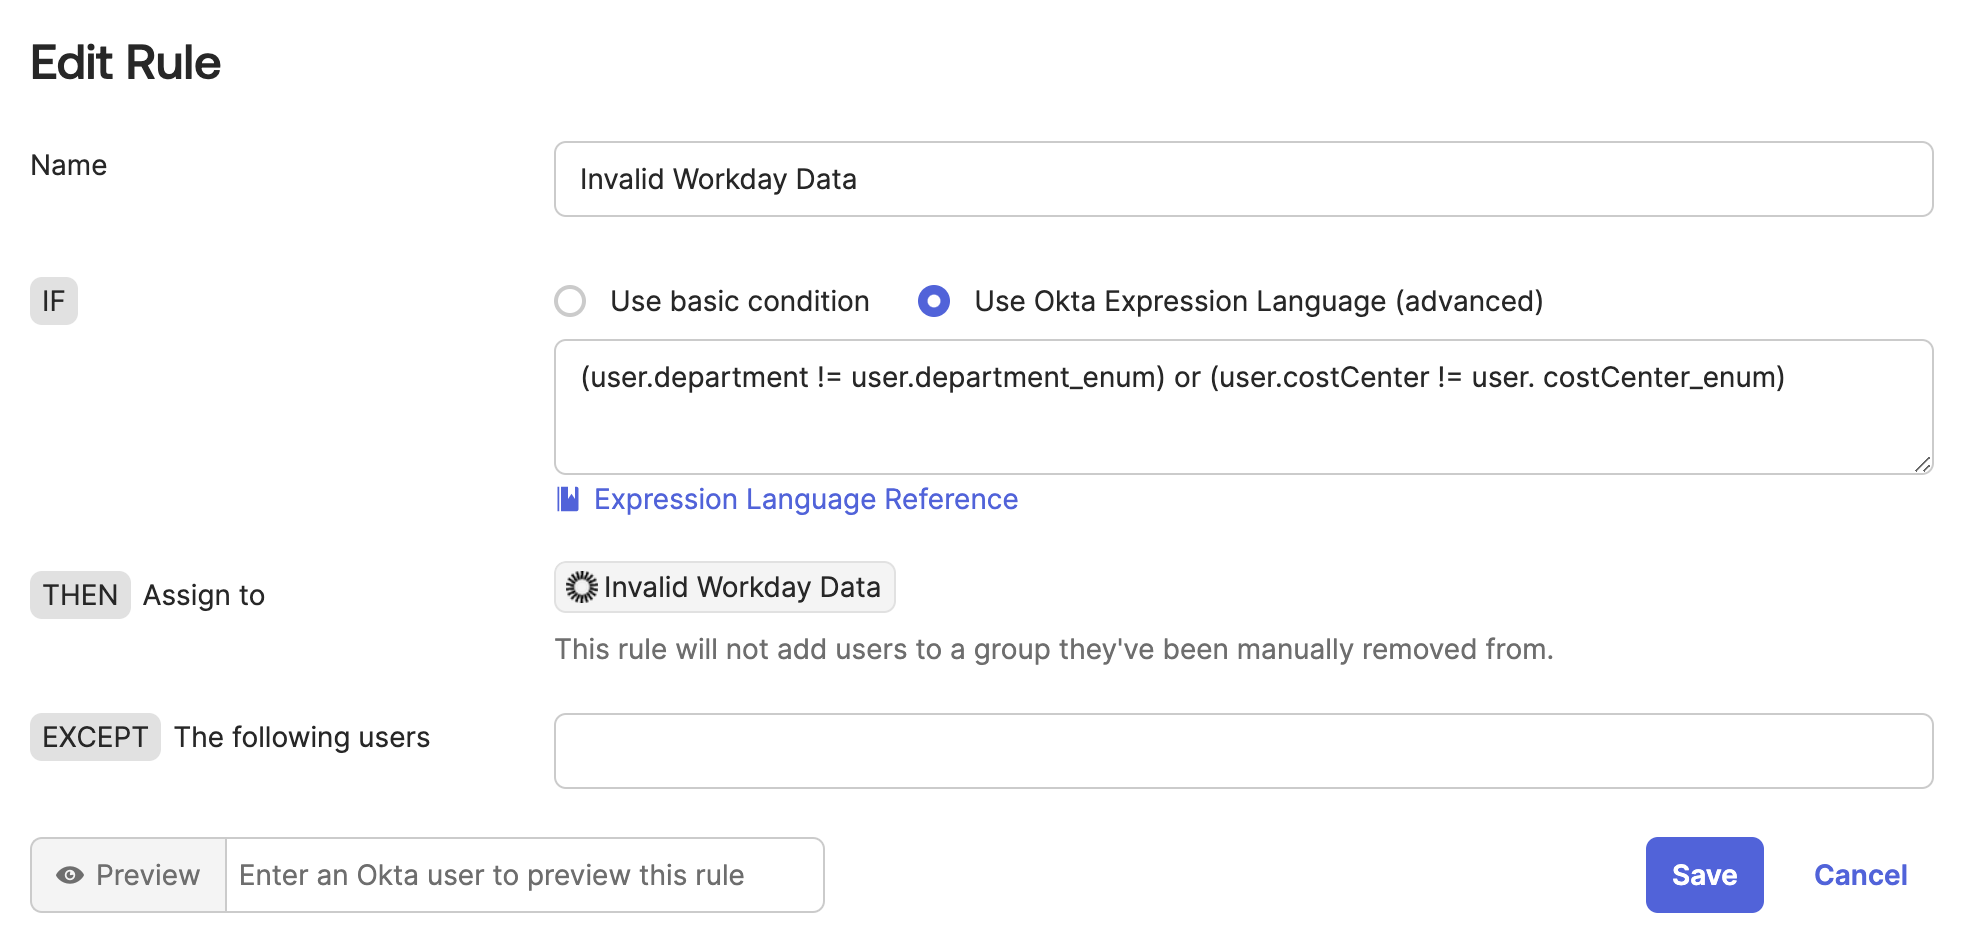 Edit Rule
Name
Invalid Workday Data
IF
Use basic condition
Use Okta Expression Language (advanced)
(user.department != user.department_enum) or (user.costCenter != user. costCenter_enum)
Expression Language Reference
THEN Assign to
Invalid Workday Data
This rule will not add users to a group they've been manually removed from.
EXCEPT The following users
Preview
Enter an Okta user to preview this rule
Save
Cancel